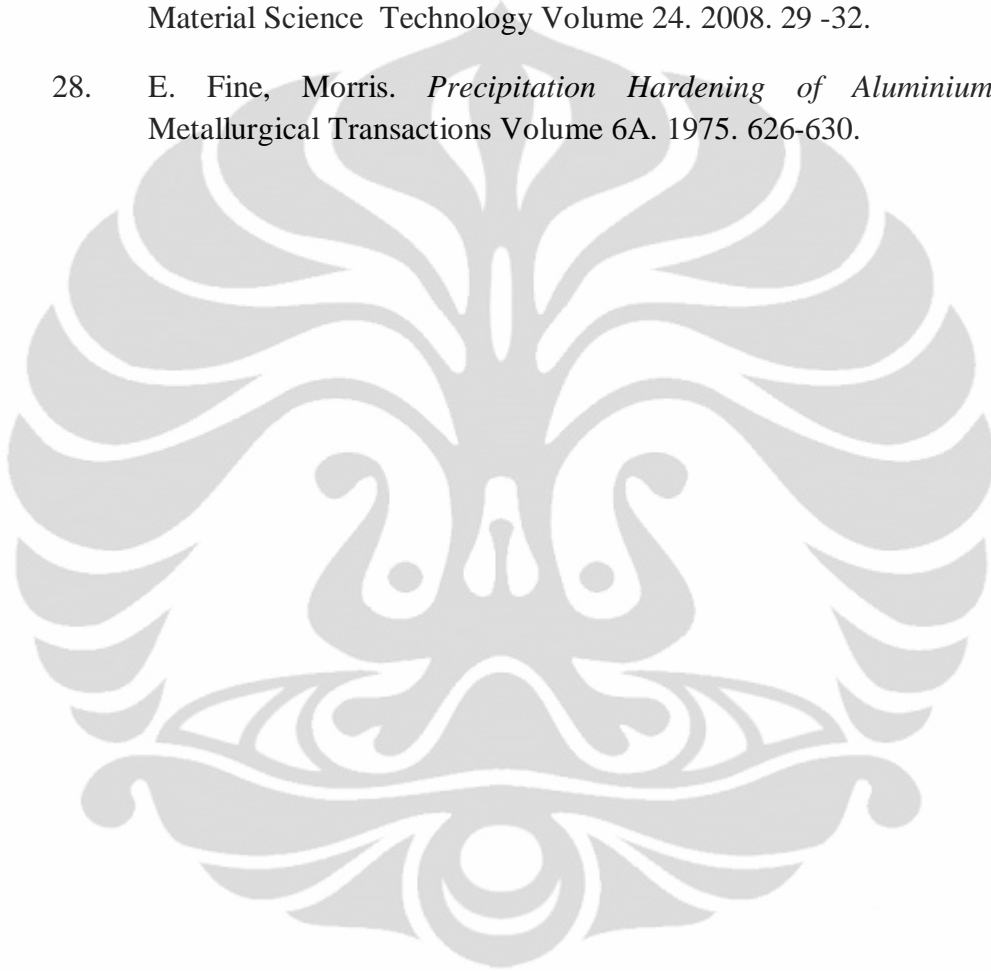 Material Science  Technology Volume 24. 2008. 29 -32.
28. E. Fine, Morris. Precipitation Hardening of Aluminium
Metallurgical Transactions Volume 6A. 1975. 626-630.